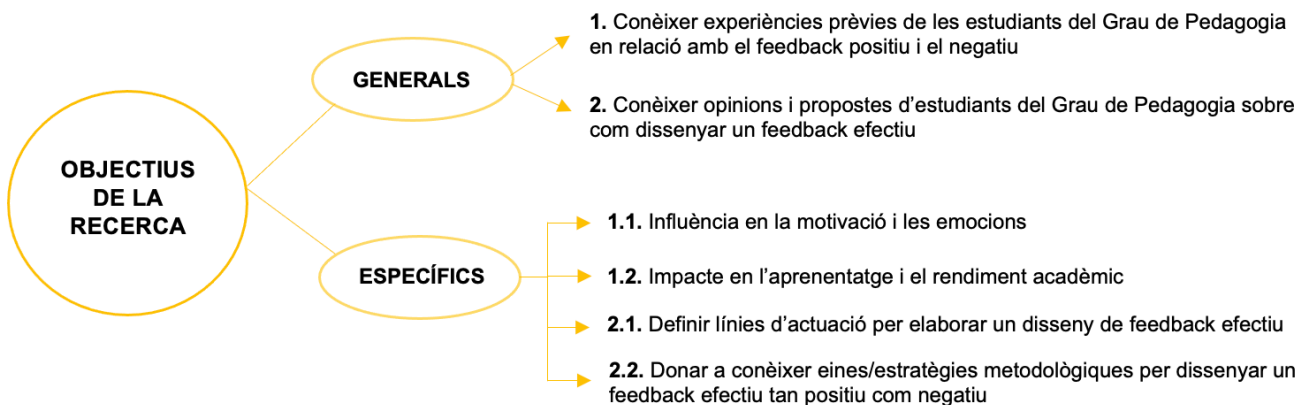 OBJECTIUS
DE LA
RECERCA
GENERALS
1. Conèixer experiències prèvies de les estudiants del Grau de Pedagogia
en relació amb el feedback positiu i el negatiu
2. Conèixer opinions i propostes d’estudiants del Grau de Pedagogia sobre
com dissenyar un feedback efectiu
ESPECÍFICS
1.1. Influència en la motivació i les emocions
1.2. Impacte en l’aprenentatge i el rendiment acadèmic
2.1. Definir línies d’actuació per elaborar un disseny de feedback efectiu
2.2. Donar a conèixer eines/estratègies metodològiques per dissenyar un
feedback efectiu tan positiu com negatiu